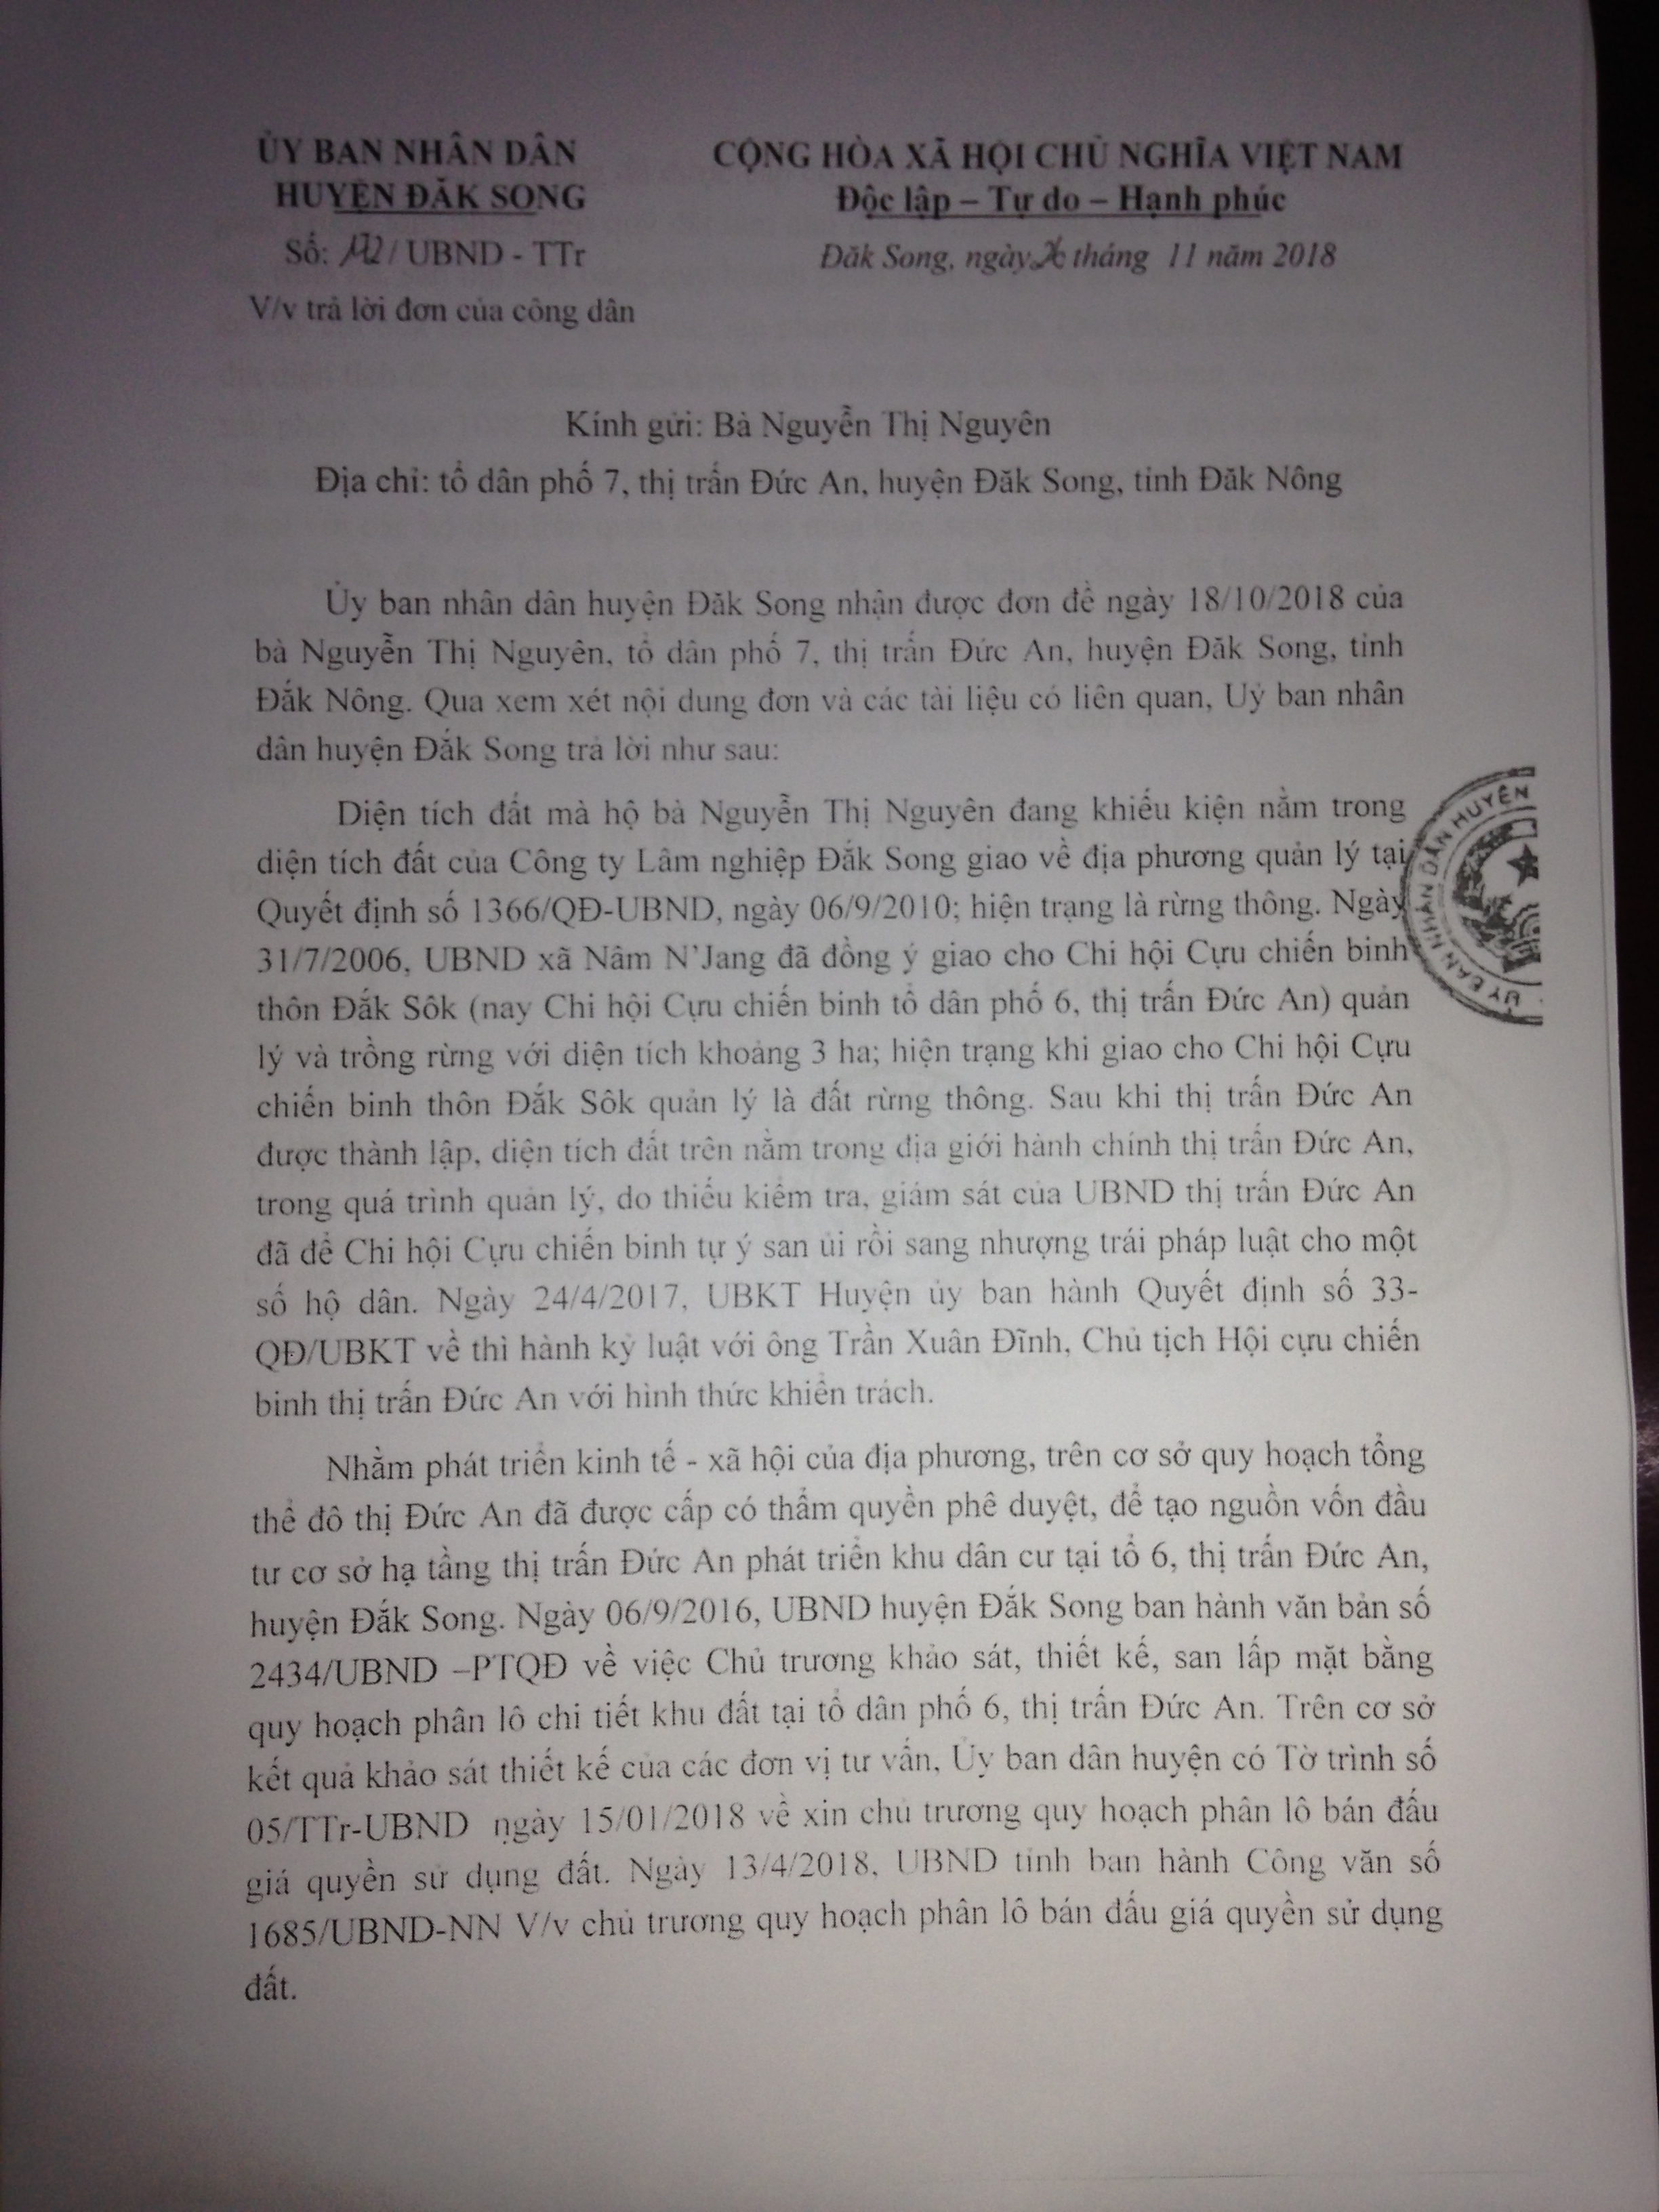 ỦY BAN NHÂN DÂN
HUYỆN ĐĂK SONG
CỘNG HÒA XÃ HỘI CHỦ NGHĨA VIỆT NAM
Độc lập – Tự do – Hạnh phúc
Số: / UBND - TTr
Đăk Song, ngày tháng 11 năm 2018
V/v trả lời đơn của công dân
Kính gửi: Bà Nguyễn Thị Nguyên
Địa chỉ: tổ dân phố 7, thị trấn Đức An, huyện Đăk Song, tỉnh Đăk Nông
Ủy ban nhân dân huyện Đăk Song nhận được đơn đề ngày 18/10/2018 của
bà Nguyễn Thị Nguyên, tổ dân phố 7, thị trấn Đức An, huyện Đăk Song, tỉnh
Đắk Nông. Qua xem xét nội dung đơn và các tài liệu có liên quan, Uỷ ban nhân
dân huyện Đắk Song trả lời như sau:
Diện tích đất mà hộ bà Nguyễn Thị Nguyên đang khiếu kiện nằm trong
diện tích đất của Công ty Lâm nghiệp Đắk Song giao về địa phương quản lý tại
Quyết định số 1366/QĐ-UBND, ngày 06/9/2010; hiện trạng là rừng thông. Ngày
31/7/2006, UBND xã Nâm N’Jang đã đồng ý giao cho Chi hội Cựu chiến binh
thôn Đắk Sôk (nay Chi hội Cựu chiến binh tổ dân phố 6, thị trấn Đức An) quản
lý và trồng rừng với diện tích khoảng 3 ha; hiện trạng khi giao cho Chi hội Cựu
chiến binh thôn Đắk Sôk quản lý là đất rừng thông. Sau khi thị trấn Đức An
được thành lập, diện tích đất trên nằm trong địa giới hành chính thị trấn Đức An,
trong quá trình quản lý, do thiếu kiểm tra, giám sát của UBND thị trấn Đức An
đã để Chi hội Cựu chiến binh tự ý san ủi rồi sang nhượng trái pháp luật cho một
số hộ dân. Ngày 24/4/2017, UBKT Huyện ủy ban hành Quyết định số 33-
QĐ/UBKT về thi hành kỷ luật với ông Trần Xuân Đĩnh, Chủ tịch Hội cựu chiến
binh thị trấn Đức An với hình thức khiển trách.
Nhằm phát triển kinh tế - xã hội của địa phương, trên cơ sở quy hoạch tổng
thể đô thị Đức An đã được cấp có thẩm quyền phê duyệt, để tạo nguồn vốn đầu
tư cơ sở hạ tầng thị trấn Đức An phát triển khu dân cư tại tổ 6, thị trấn Đức An,
huyện Đắk Song. Ngày 06/9/2016, UBND huyện Đắk Song ban hành văn bản số
2434/UBND –PTQĐ về việc Chủ trương khảo sát, thiết kế, san lấp mặt bằng
quy hoạch phân lô chi tiết khu đất tại tổ dân phố 6, thị trấn Đức An. Trên cơ sở
kết quả khảo sát thiết kế của các đơn vị tư vấn, Ủy ban dân huyện có Tờ trình số
05/TTr-UBND ngày 15/01/2018 về xin chủ trương quy hoạch phân lô bán đấu
giá quyền sử dụng đất. Ngày 13/4/2018, UBND tỉnh ban hành Công văn số
1685/UBND-NN V/v chủ trương quy hoạch phân lô bán đấu giá quyền sử dụng
đất.
ỦY BAN NHÂN DÂN HUYỆN